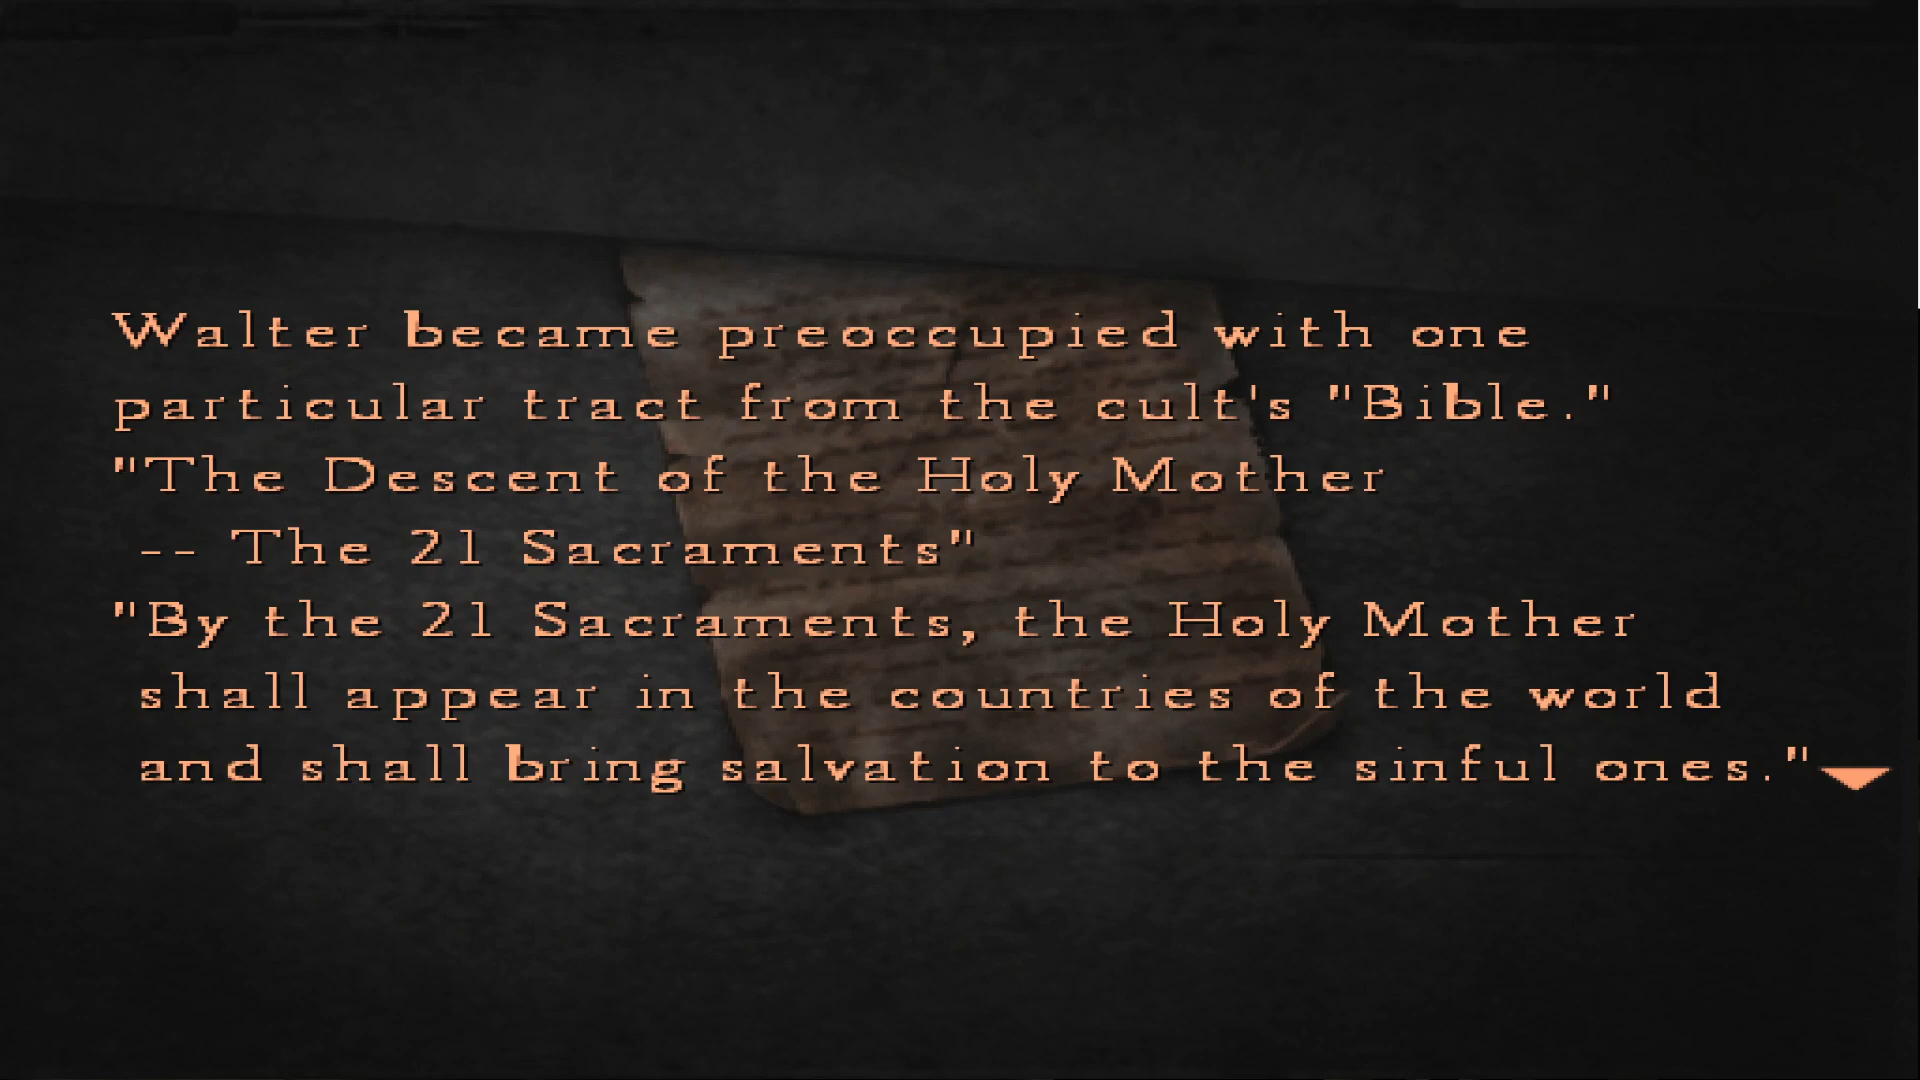 Walter became preoccupied with one
particular tract from the cult's "Bible."
"The Descent of the Holy Mother
-- The 21 Sacraments"
"By the 21 Sacraments, the Holy Mother
shall appear in the countries of the world
and shall bring salvation to the sinful ones."